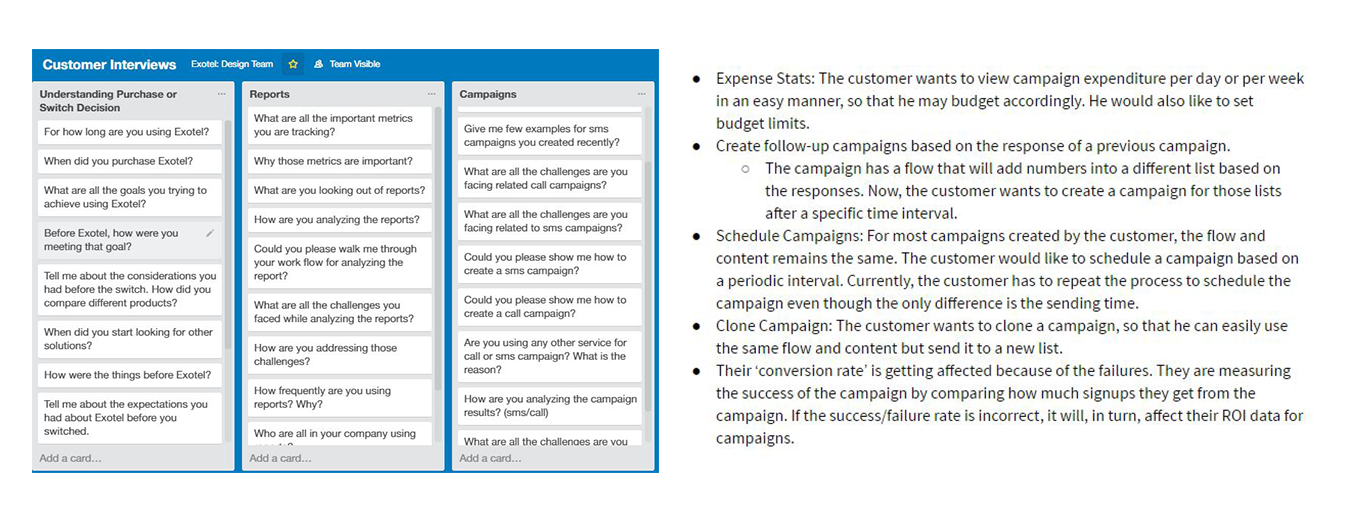 Customer Interviews Exotel: Design Team Team Visible
Understanding Purchase or
Switch Decision
...
For how long are you using Exotel?
When did you purchase Exotel?
What are all the goals you trying to
achieve using Exotel?
Before Exotel, how were you
meeting that goal?
Tell me about the considerations you
had before the switch. How did you
compare different products?
When did you start looking for other
solutions?
How were the things before Exotel?
Tell me about the expectations you
had about Exotel before you
switched.
Add a card...
Reports
...
What are all the important metrics
you are tracking?
Why those metrics are important?
What are you looking out of reports?
How are you analyzing the reports?
Could you please walk me through
your work flow for analyzing the
report?
What are all the challenges you
faced while analyzing the reports?
How are you addressing those
challenges?
How frequently are you using
reports? Why?
Who are all in your company using
Add a card...
Campaigns
...
Give me few examples for sms
campaigns you created recently?
What are all the challenges are you
facing related call campaigns?
What are all the challenges are you
facing related to sms campaigns?
Could you please show me how to
create a sms campaign?
Could you please show me how to
create a call campaign?
Are you using any other service for
call or sms campaign? What is the
reason?
How are you analyzing the campaign
results? (sms/call)
What are all the challenges are you
Add a card...
● Expense Stats: The customer wants to view campaign expenditure per day or per week
in an easy manner, so that he may budget accordingly. He would also like to set
budget limits.
● Create follow-up campaigns based on the response of a previous campaign.
○ The campaign has a flow that will add numbers into a different list based on
the responses. Now, the customer wants to create a campaign for those lists
after a specific time interval.
● Schedule Campaigns: For most campaigns created by the customer, the flow and
content remains the same. The customer would like to schedule a campaign based on
a periodic interval. Currently, the customer has to repeat the process to schedule the
campaign even though the only difference is the sending time.
● Clone Campaign: The customer wants to clone a campaign, so that he can easily use
the same flow and content but send it to a new list.
● Their ‘conversion rate’ is getting affected because of the failures. They are measuring
the success of the campaign by comparing how much signups they get from the
campaign. If the success/failure rate is incorrect, it will, in turn, affect their ROI data for
campaigns.